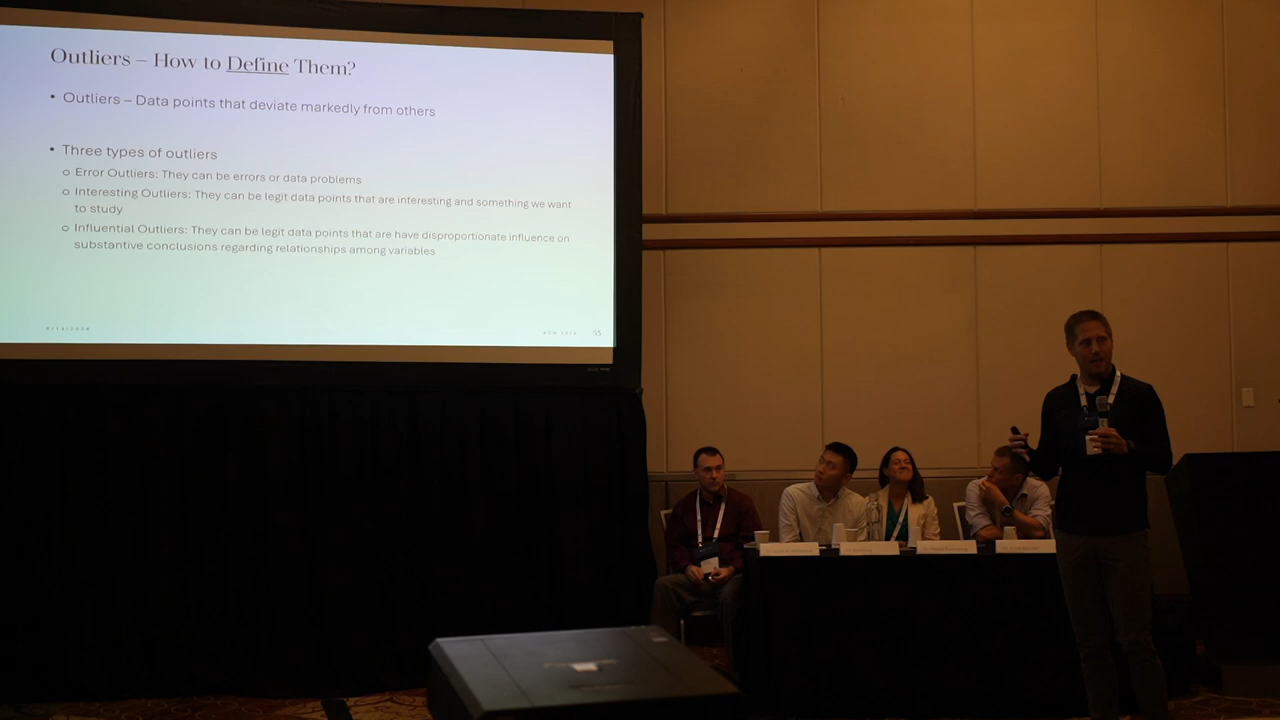 Outliers – How to Define Them?
• Outliers – Data points that deviate markedly from others
• Three types of outliers
o Error Outliers: They can be errors or data problems
o Interesting Outliers: They can be legit data points that are interesting and something we want
to study
o Influential Outliers: They can be legit data points that are have disproportionate influence on
substantive conclusions regarding relationships among variables
55